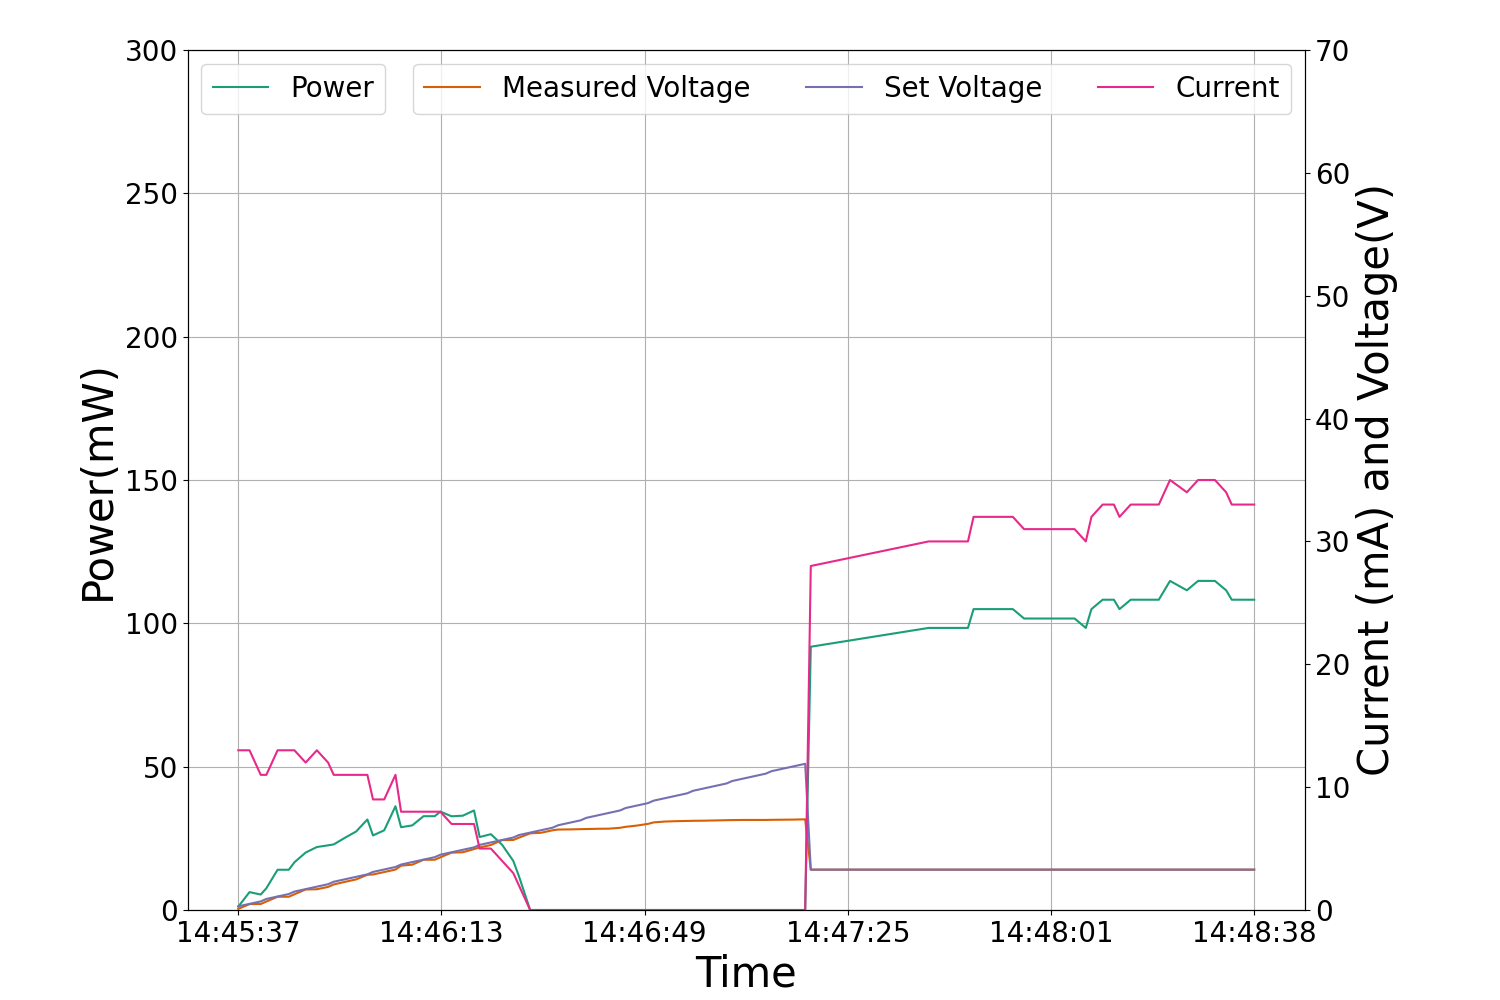 Power
Measured Voltage
Set Voltage
Current
Power(mW)
300
250
200
150
100
50
0
70
60
50
40
30
20
10
0
Current (mA) and Voltage(V)
14:45:37 14:46:13 14:46:49 14:47:25 14:48:01 14:48:38
Time